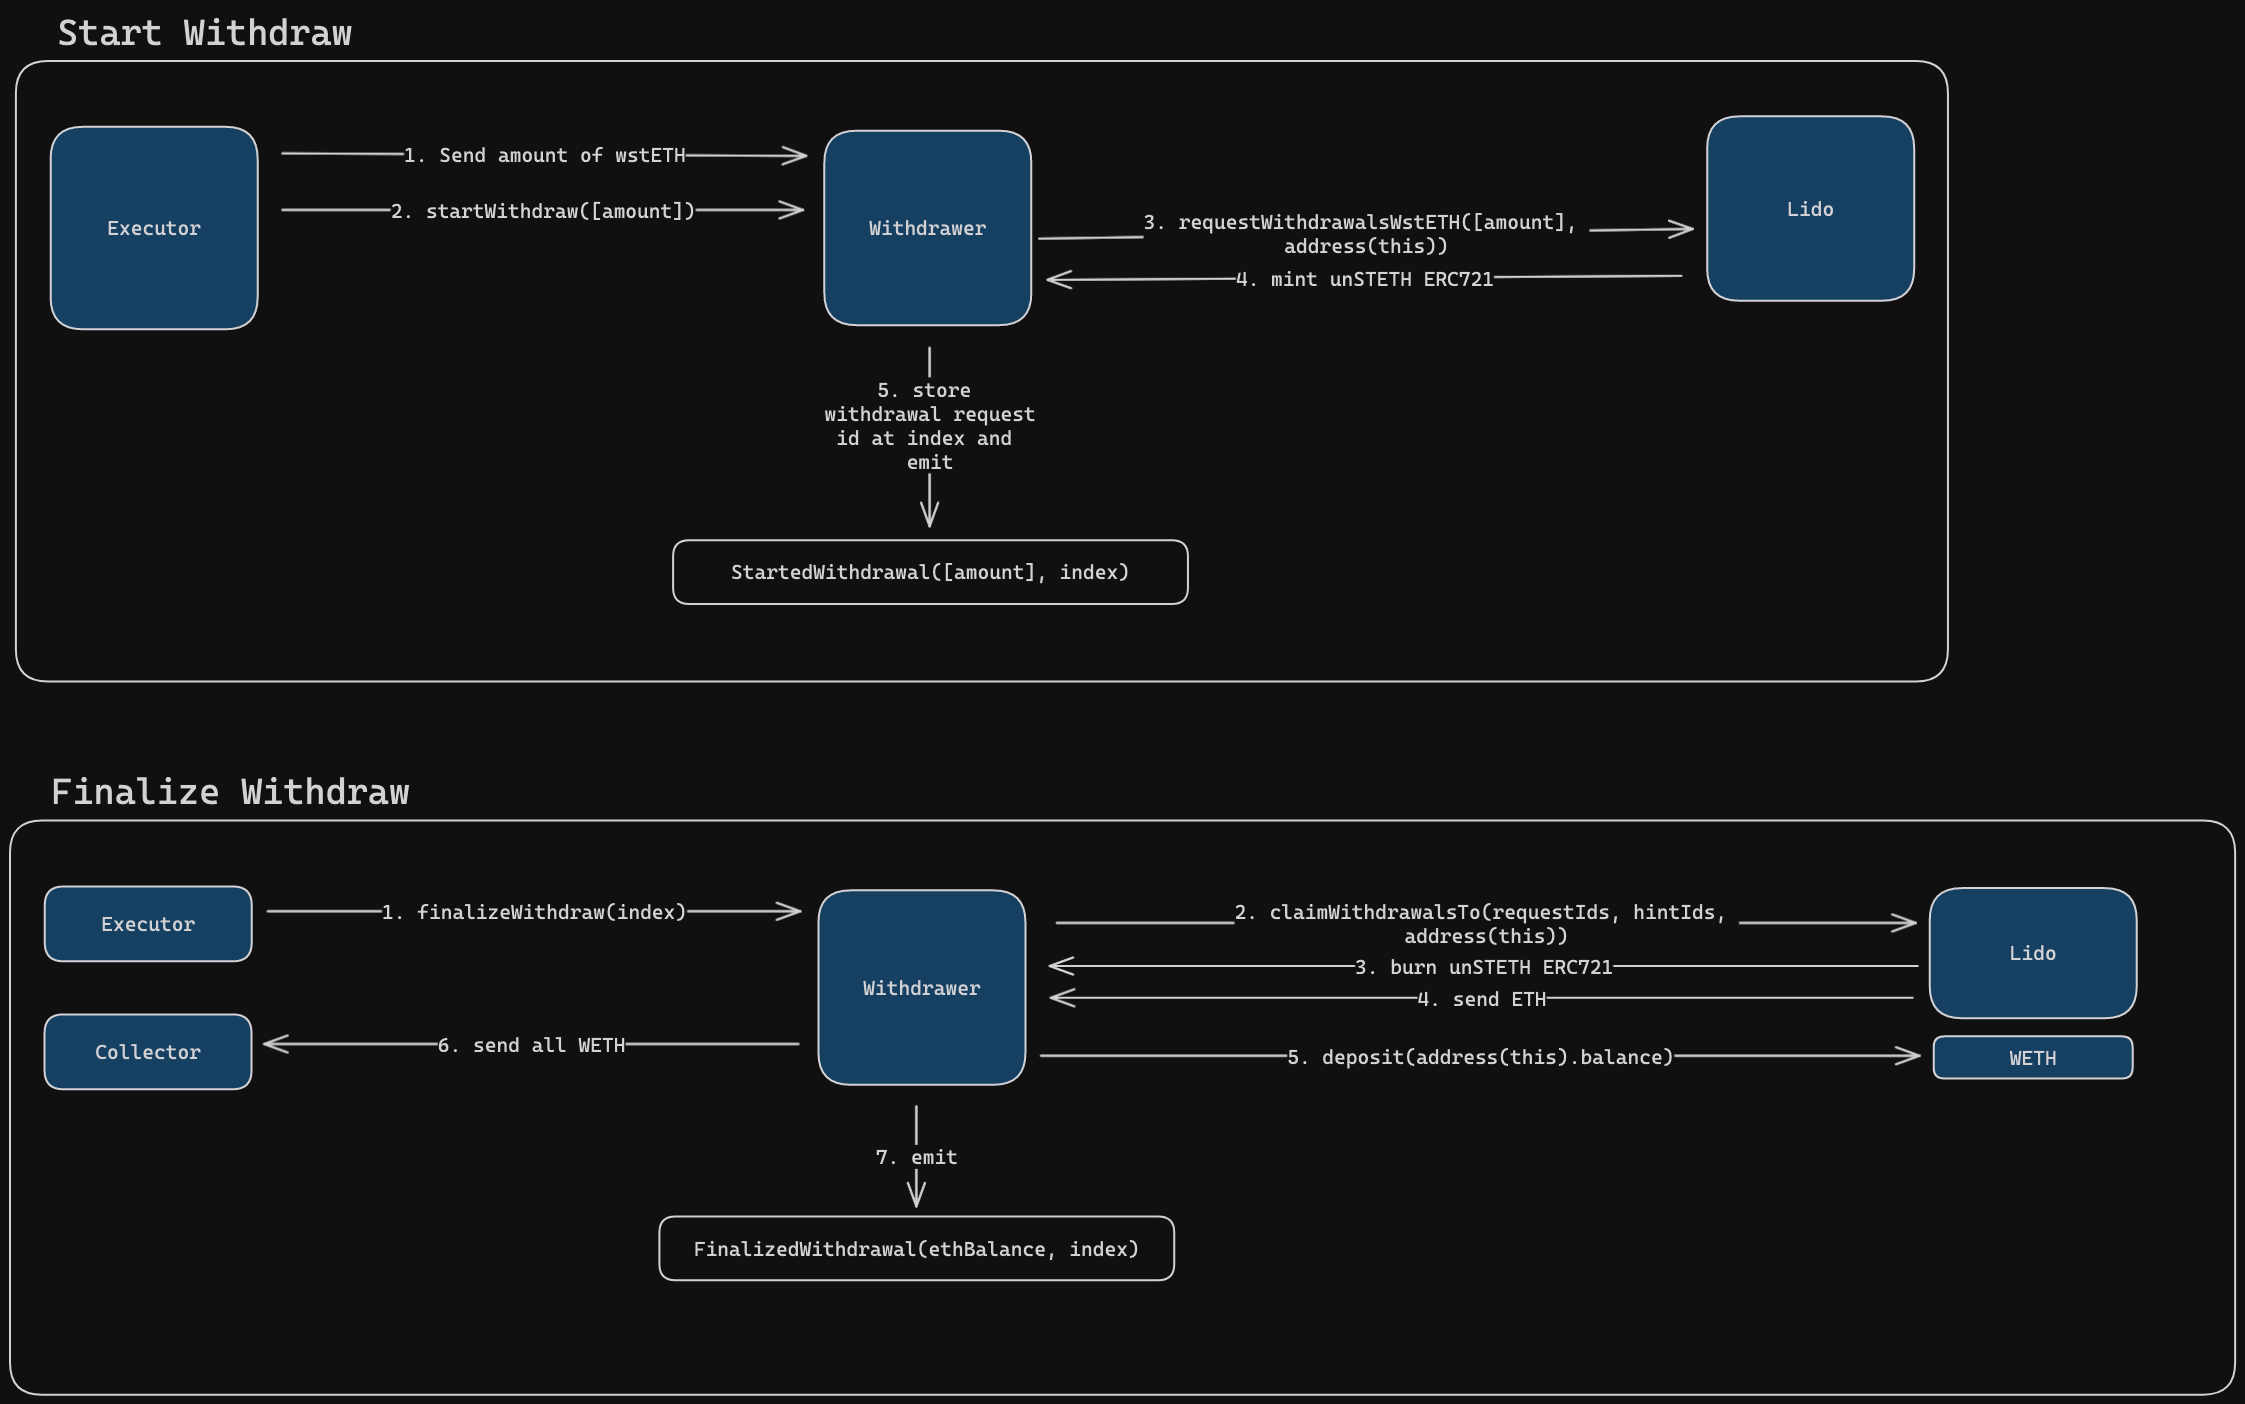 Start Withdraw
Executor
1. Send amount of wstETH
2. startWithdraw([amount])
Withdrawer
3. requestWithdrawalsWstETH([amount],
address(this))
4. mint unSTETH ERC721
Lido
5. store
withdrawal request
id at index and
emit
StartedWithdrawal([amount], index)
Finalize Withdraw
Executor
1. finalizeWithdraw(index)
Collector
6. send all WETH
Withdrawer
2. claimWithdrawalsTo(requestIds, hintIds,
address(this))
3. burn unSTETH ERC721
4. send ETH
5. deposit(address(this).balance)
Lido
WETH
7. emit
FinalizedWithdrawal(ethBalance, index)